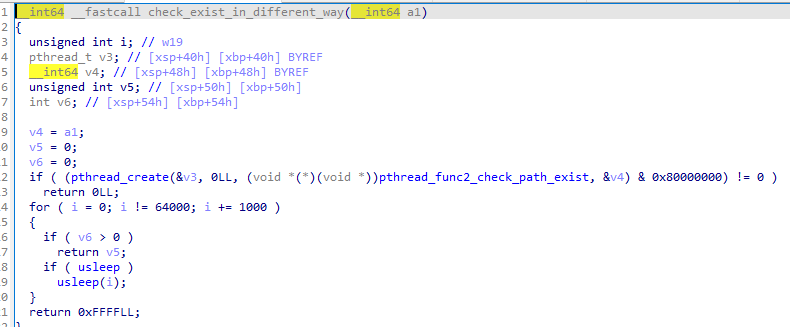 1 __int64 __fastcall check_exist_in_different_way(__int64 a1)
2 {
3 unsigned int i; // w19
4 pthread_t v3; // [xsp+40h] [xbp+40h] BYREF
5 __int64 v4; // [xsp+48h] [xbp+48h] BYREF
6 unsigned int v5; // [xsp+50h] [xbp+50h]
7 int v6; // [xsp+54h] [xbp+54h]
8
9 v4 = a1;
0 v5 = 0;
1 v6 = 0;
2 if ( (pthread_create(&v3, 0LL, (void *(*)(void *))pthread_func2_check_path_exist, &v4) & 0x80000000) != 0 )
3 return 0LL;
4 for ( i = 0; i != 64000; i += 1000 )
5 {
6 if ( v6 > 0 )
7 return v5;
8 if ( usleep )
9 usleep(i);
0 }
1 return 0xFFFFLL;